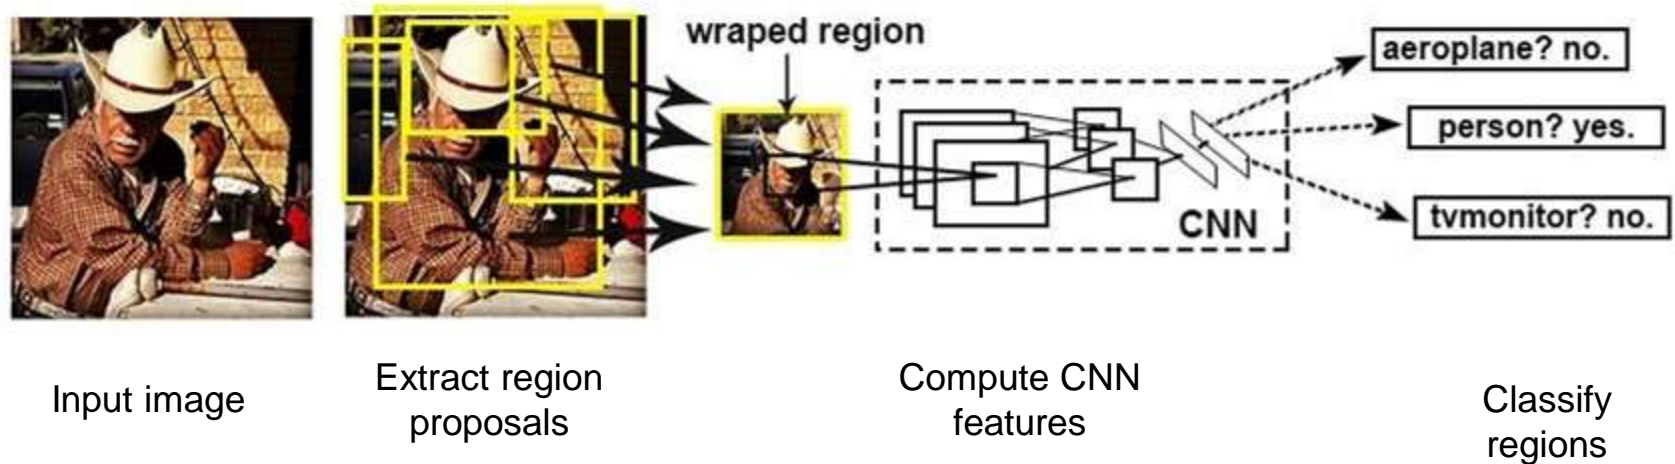 wraped region
aeroplane? no.
person? yes.
tvmonitor? no.
CNN
Input image
Extract region
proposals
Compute CNN
features
Classify
regions